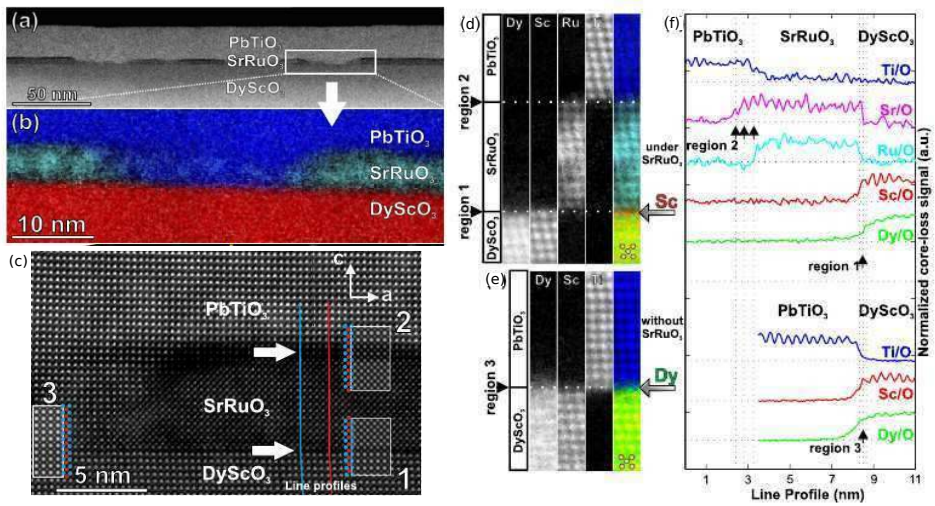 (a)
PbTiO₃
SrRuO₃
DyScO₃
50 nm
(b)
PbTiO₃
SrRuO₃
DyScO₃
10 nm
(c)
c
a
PbTiO₃
2
3
SrRuO₃
DyScO₃
1
5 nm
Line profiles
(d)
Dy Sc Ru Ti
PbTiO₃
region 2
SrRuO₃
under
SrRuO₃
region 1
Sc
DyScO₃
(e)
Dy Sc Ti
PbTiO₃
without
SrRuO₃
region 3
Dy
DyScO₃
(f)
PbTiO₃ SrRuO₃ DyScO₃
Ti/O
Sr/O
region 2
Ru/O
Sc/O
Dy/O
region 1
PbTiO₃ DyScO₃
Ti/O
Sc/O
Dy/O
region 3
1 3 5 7 9 11
Line Profile (nm)
Normalized core-loss signal (a.u.)